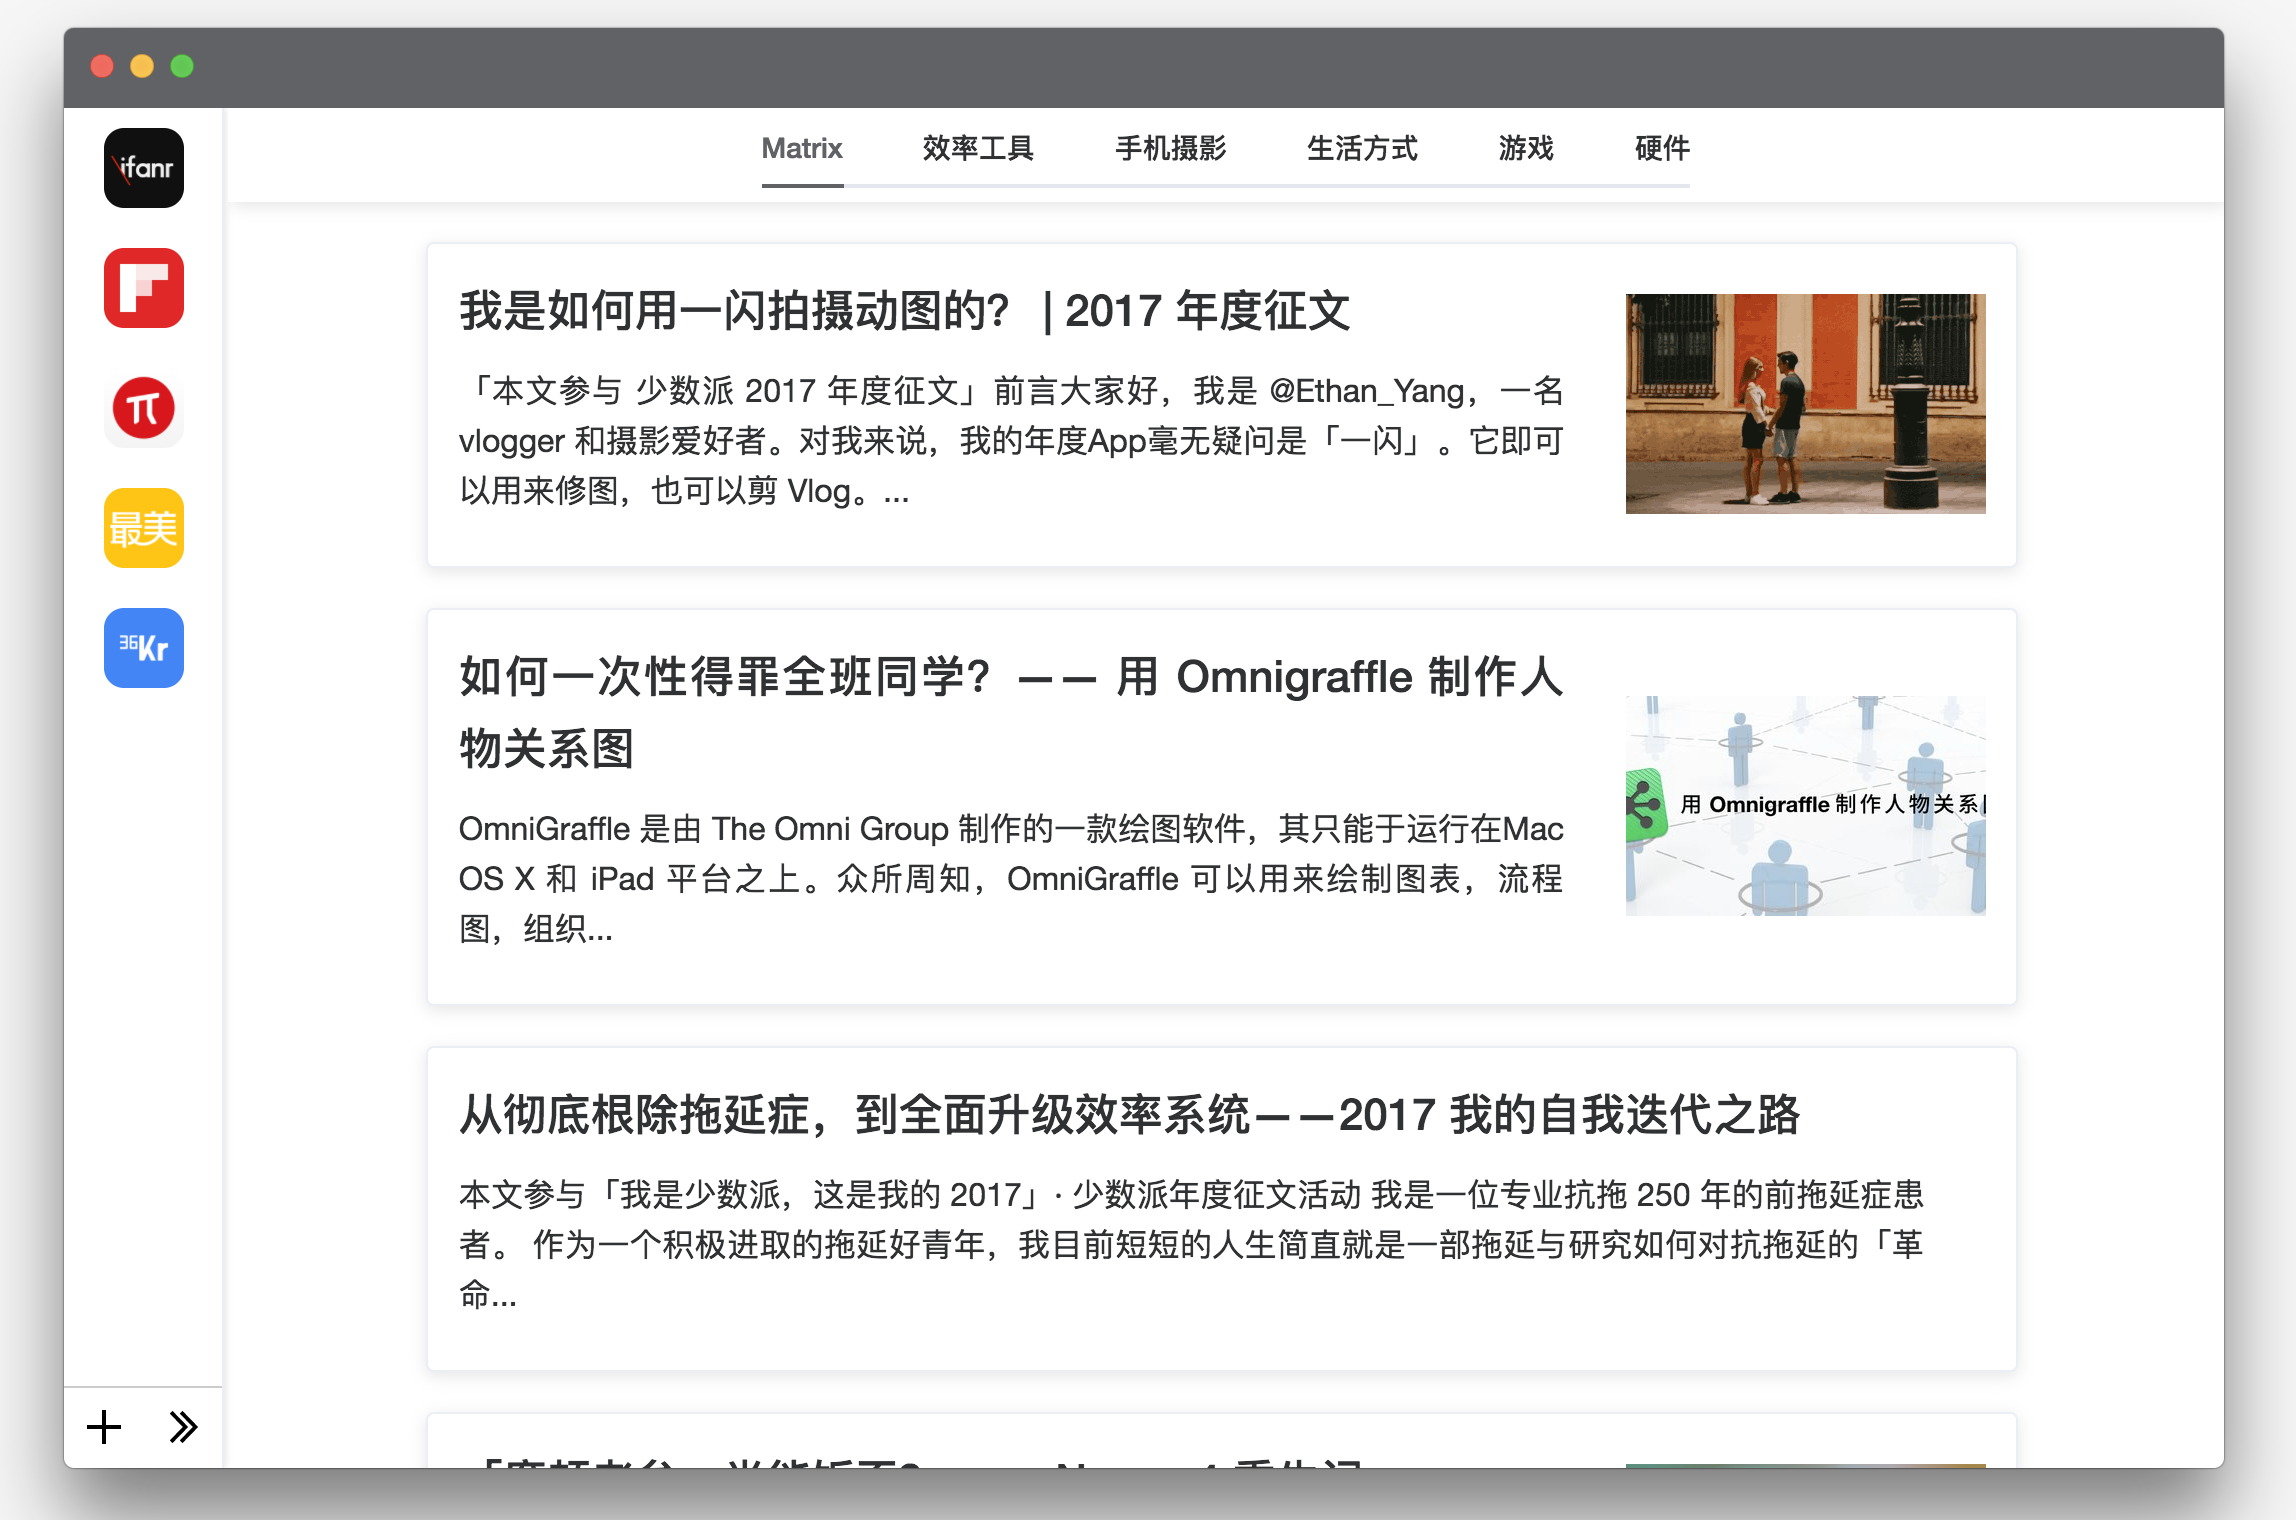 ifanr
最美
36Kr
Matrix 效率工具 手机摄影 生活方式 游戏 硬件
我是如何用一闪拍摄动图的？ | 2017 年度征文
「本文参与 少数派 2017 年度征文」前言大家好，我是 @Ethan_Yang，一名
vlogger 和摄影爱好者。对我来说，我的年度App毫无疑问是「一闪」。它即可
以用来修图，也可以剪 Vlog。...
如何一次性得罪全班同学？—— 用 Omnigraffle 制作人
物关系图
OmniGraffle 是由 The Omni Group 制作的一款绘图软件，其只能于运行在Mac
OS X 和 iPad 平台之上。众所周知，OmniGraffle 可以用来绘制图表，流程
图，组织...
用 Omnigraffle 制作人物关系
从彻底根除拖延症，到全面升级效率系统——2017 我的自我迭代之路
本文参与「我是少数派，这是我的 2017」· 少数派年度征文活动 我是一位专业抗拖 250 年的前拖延症患
者。 作为一个积极进取的拖延好青年，我目前短短的人生简直就是一部拖延与研究如何对抗拖延的「革
命...